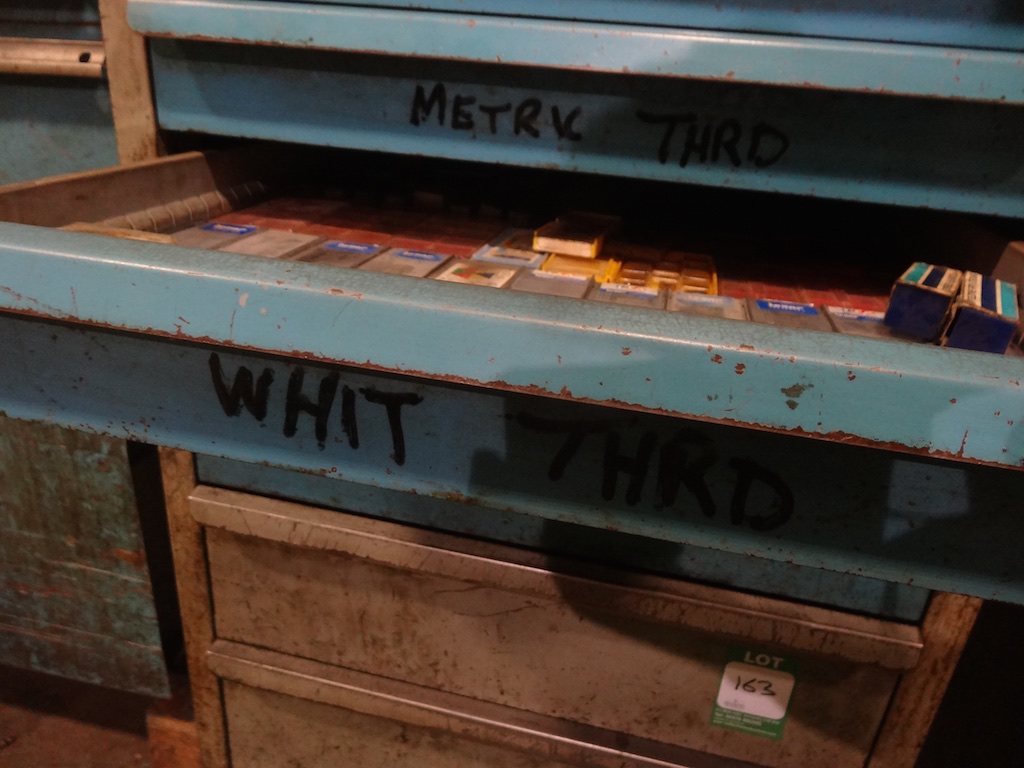 METRIC THRD
WHIT THRD
LOT
163